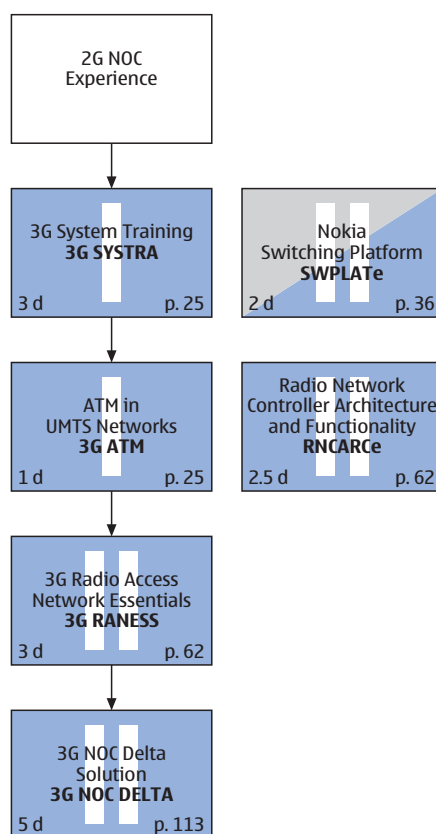 2G NOC
Experience
3G System Training
3G SYSTRA
3 d p. 25
Nokia
Switching Platform
SWPLATe
2 d p. 36
ATM in
UMTS Networks
3G ATM
1 d p. 25
Radio Network
Controller Architecture
and Functionality
RNCARCe
2.5 d p. 62
3G Radio Access
Network Essentials
3G RANESS
3 d p. 62
3G NOC Delta
Solution
3G NOC DELTA
5 d p. 113